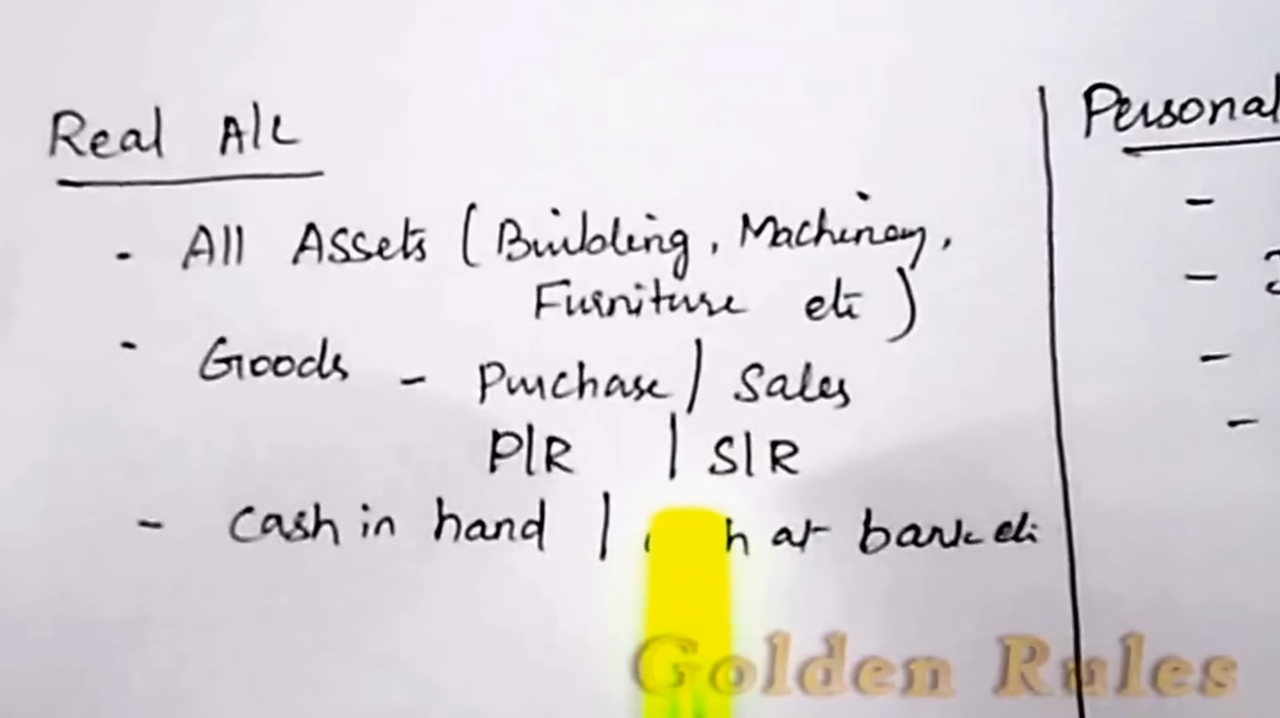 Real A/c
- All Assets (Building, Machinery,
Furniture etc)
- Goods - Purchase / Sales
P/R / S/R
- Cash in hand / h at bank etc
Personal
-
-
-
-
Golden Rules